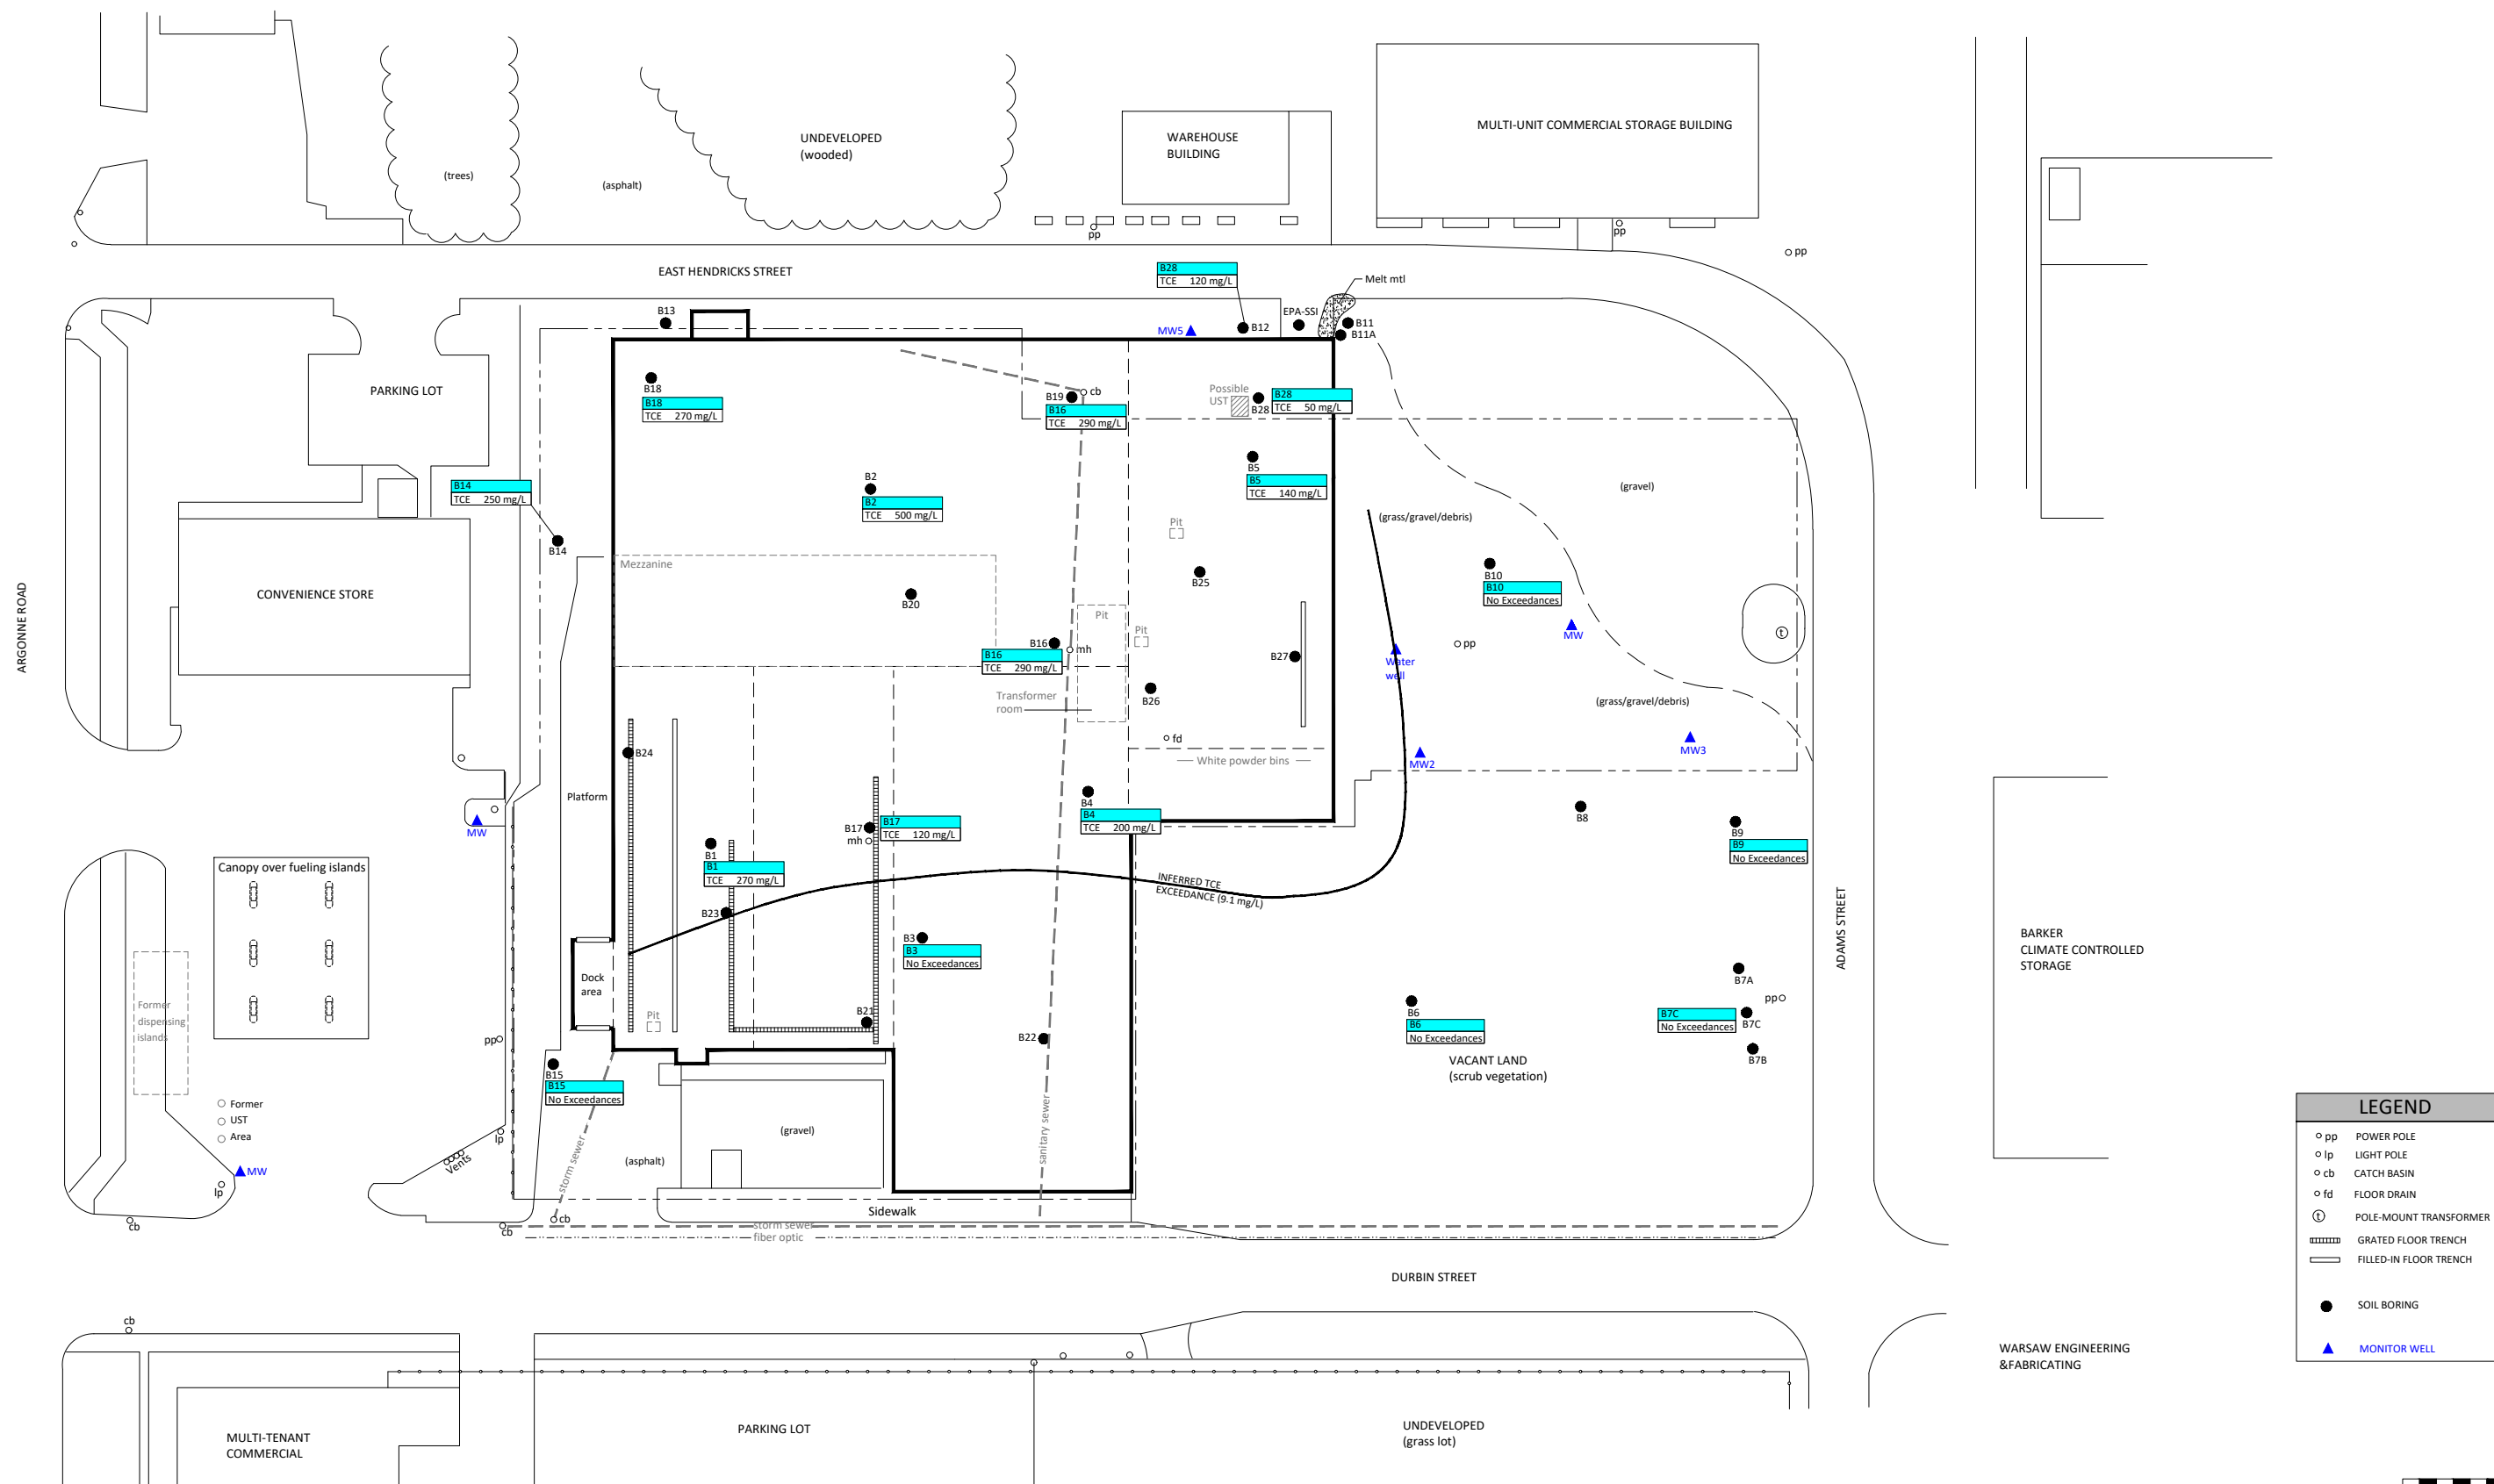 UNDEVELOPED
(wooded)
WAREHOUSE
BUILDING
MULTI-UNIT COMMERCIAL STORAGE BUILDING
(trees)
(asphalt)
pp
pp
pp
EAST HENDRICKS STREET
B28
TCE 120 mg/L
Melt mtl
EPA-SSI
B13
MW5
B12
B11
B11A
PARKING LOT
B18
B18
TCE 270 mg/L
cb
B19
B16
TCE 290 mg/L
Possible
UST
B28
B28
TCE 50 mg/L
B5
B5
TCE 140 mg/L
B2
B2
TCE 500 mg/L
B14
TCE 250 mg/L
B14
(gravel)
(grass/gravel/debris)
Pit
Mezzanine
B25
B10
B10
No Exceedances
CONVENIENCE STORE
B20
Pit
Pit
MW
t
ARGONNE ROAD
B16
mh
B16
TCE 290 mg/L
B27
pp
Water
well
B26
Transformer
room
(grass/gravel/debris)
fd
White powder bins
B24
MW2
MW3
Platform
B4
B4
TCE 200 mg/L
B8
B9
B9
No Exceedances
MW
B17
mh
B17
TCE 120 mg/L
B1
B1
TCE 270 mg/L
Canopy over fueling islands
INFERRED TCE
EXCEEDANCE (9.1 mg/L)
B23
B3
B3
No Exceedances
ADAMS STREET
BARKER
CLIMATE CONTROLLED
STORAGE
Dock
area
B7A
pp
Former
dispensing
islands
Pit
B21
B22
B6
B6
No Exceedances
B7C
No Exceedances
B7C
B7B
pp
VACANT LAND
(scrub vegetation)
B15
B15
No Exceedances
Former
UST
Area
lp
Vents
(gravel)
(asphalt)
storm sewer
sanitary sewer
MW
lp
cb
cb
cb
Sidewalk
storm sewer
fiber optic
DURBIN STREET
LEGEND
pp POWER POLE
lp LIGHT POLE
cb CATCH BASIN
fd FLOOR DRAIN
t POLE-MOUNT TRANSFORMER
GRATED FLOOR TRENCH
FILLED-IN FLOOR TRENCH
SOIL BORING
MONITOR WELL
cb
WARSAW ENGINEERING
&FABRICATING
MULTI-TENANT
COMMERCIAL
PARKING LOT
UNDEVELOPED
(grass lot)